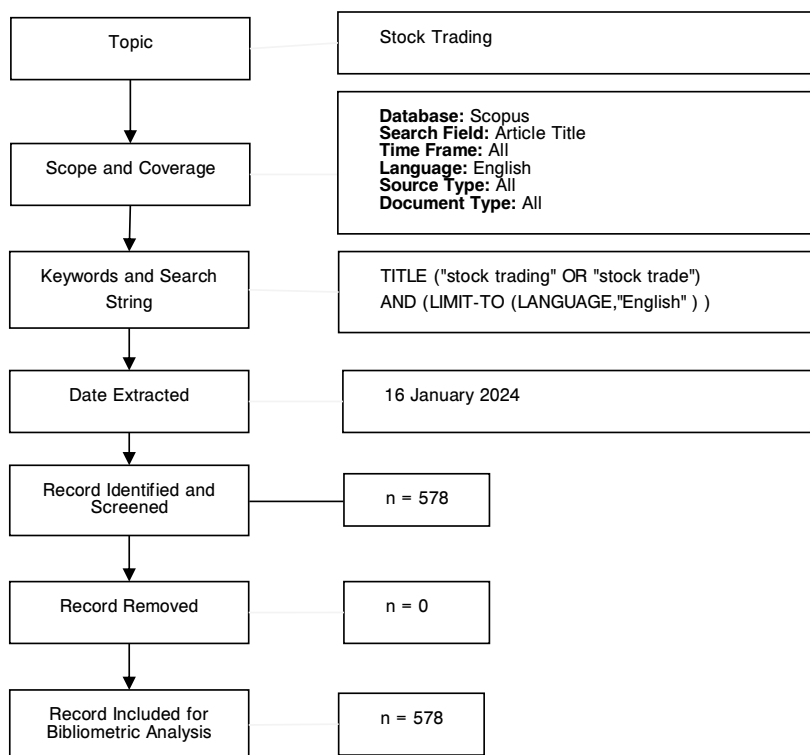 Topic
Stock Trading
Scope and Coverage
Database: Scopus
Search Field: Article Title
Time Frame: All
Language: English
Source Type: All
Document Type: All
Keywords and Search
String
TITLE ("stock trading" OR "stock trade")
AND (LIMIT-TO (LANGUAGE,"English" ) )
Date Extracted
16 January 2024
Record Identified and
Screened
n = 578
Record Removed
n = 0
Record Included for
Bibliometric Analysis
n = 578